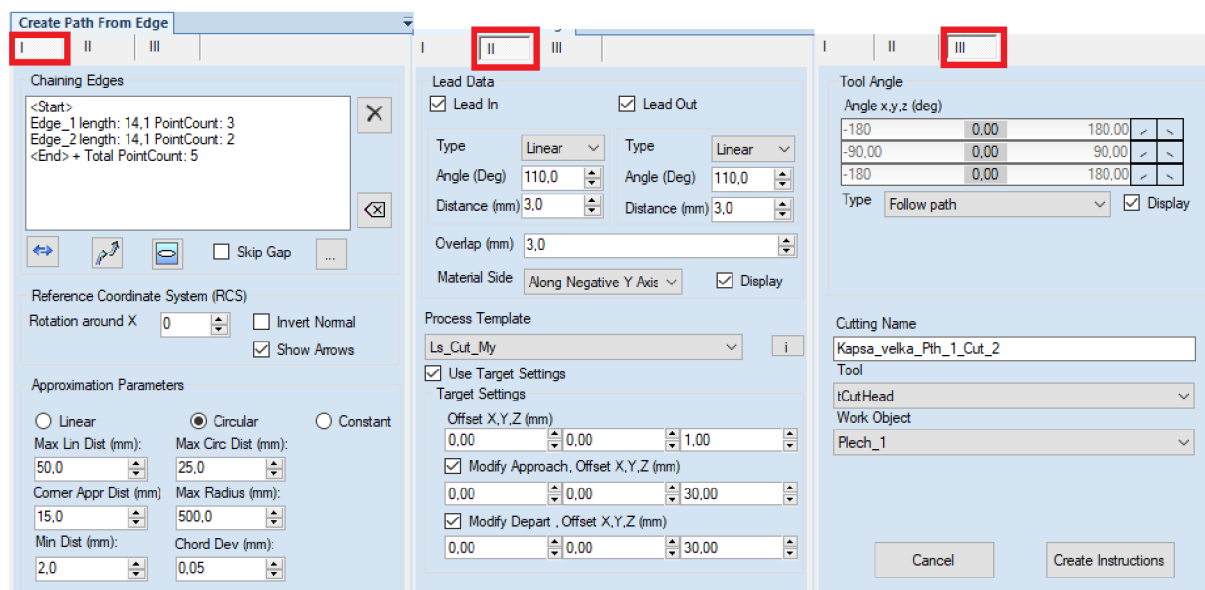 Create Path From Edge
I II III
Chaining Edges
<Start>
Edge_1 length: 14,1 PointCount: 3
Edge_2 length: 14,1 PointCount: 2
<End> + Total PointCount: 5
Skip Gap ...
Reference Coordinate System (RCS)
Rotation around X 0 Invert Normal
Show Arrows
Approximation Parameters
Linear Circular Constant
Max Lin Dist (mm): Max Circ Dist (mm):
50,0 25,0
Corner Appr Dist (mm) Max Radius (mm):
15,0 500,0
Min Dist (mm): Chord Dev (mm):
2,0 0,05
I II III
Lead Data
Lead In Lead Out
Type Linear Type Linear
Angle (Deg) 110,0 Angle (Deg) 110,0
Distance (mm) 3,0 Distance (mm) 3,0
Overlap (mm) 3,0
Material Side Along Negative Y Axis Display
Process Template
Ls_Cut_My i
Use Target Settings
Target Settings
Offset X,Y,Z (mm)
0,00 0,00 1,00
Modify Approach, Offset X,Y,Z (mm)
0,00 0,00 30,00
Modify Depart , Offset X,Y,Z (mm)
0,00 0,00 30,00
I II III
Tool Angle
Angle x,y,z (deg)
-180 0,00 180,00
-90,00 0,00 90,00
-180 0,00 180,00
Type Follow path Display
Cutting Name
Kapsa_velka_Pth_1_Cut_2
Tool
tCutHead
Work Object
Plech_1
Cancel Create Instructions